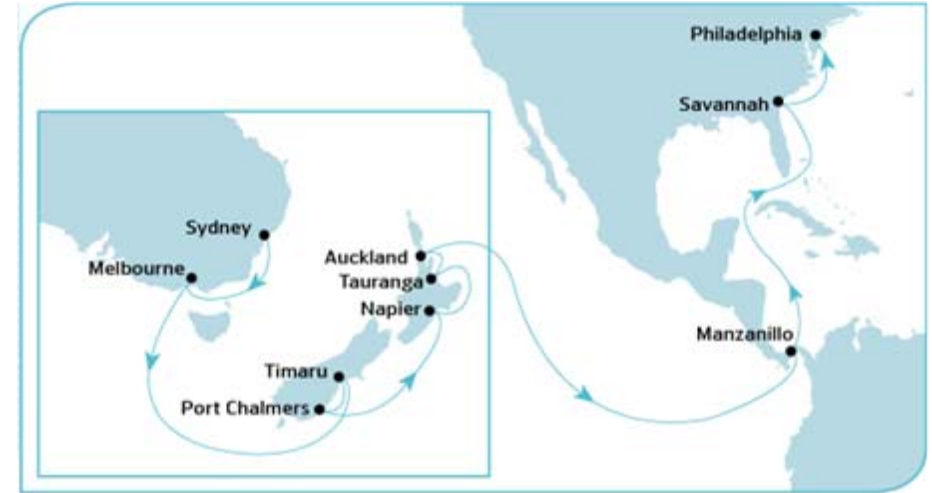 Philadelphia
Savannah
Sydney
Auckland
Melbourne
Tauranga
Napier
Manzanillo
Timaru
Port Chalmers